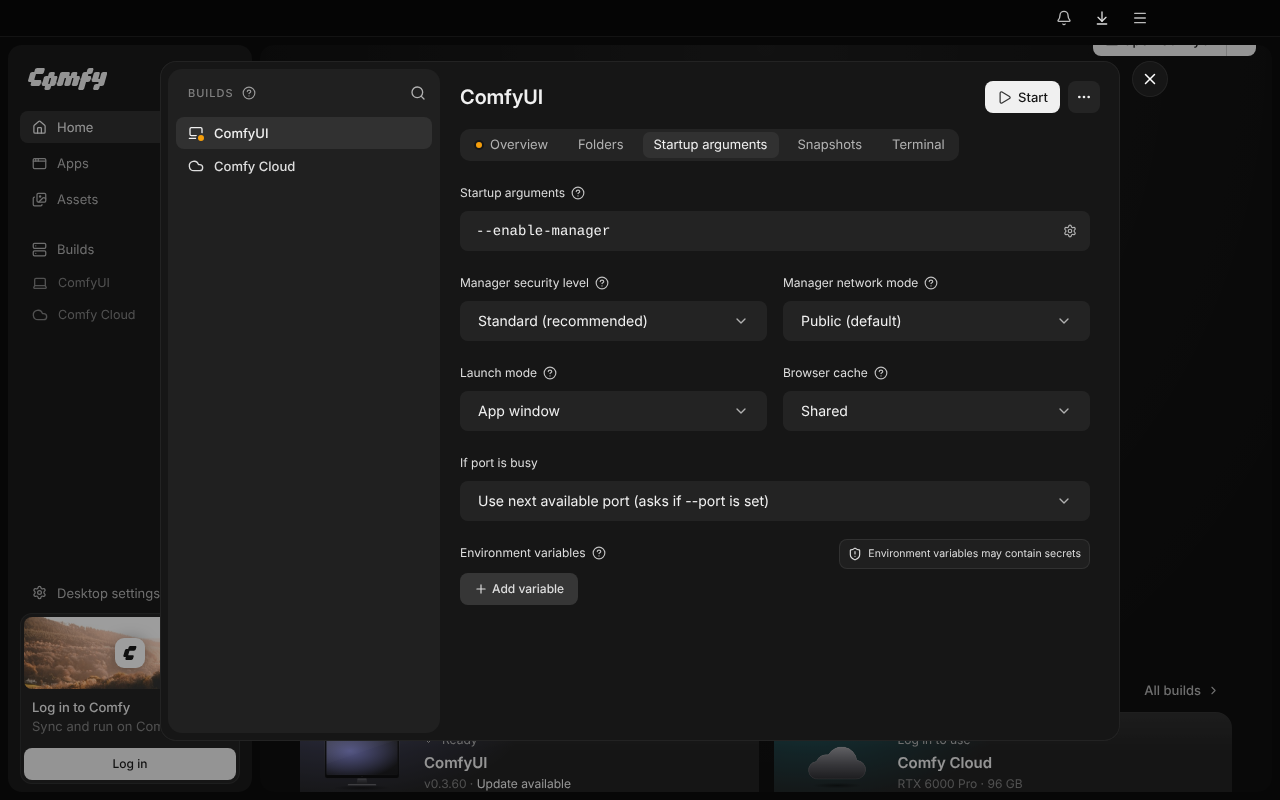 Comfy
Home
Apps
Assets
Builds
ComfyUI
Comfy Cloud
Desktop settings
Log in to Comfy
Sync and run on Com
Log in
BUILDS
ComfyUI
Comfy Cloud
ComfyUI
Start
Overview
Folders
Startup arguments
Snapshots
Terminal
Startup arguments
--enable-manager
Manager security level
Manager network mode
Standard (recommended)
Public (default)
Launch mode
Browser cache
App window
Shared
If port is busy
Use next available port (asks if --port is set)
Environment variables
Environment variables may contain secrets
Add variable
All builds
Ready
ComfyUI
v0.3.60 · Update available
Log in to use
Comfy Cloud
RTX 6000 Pro · 96 GB